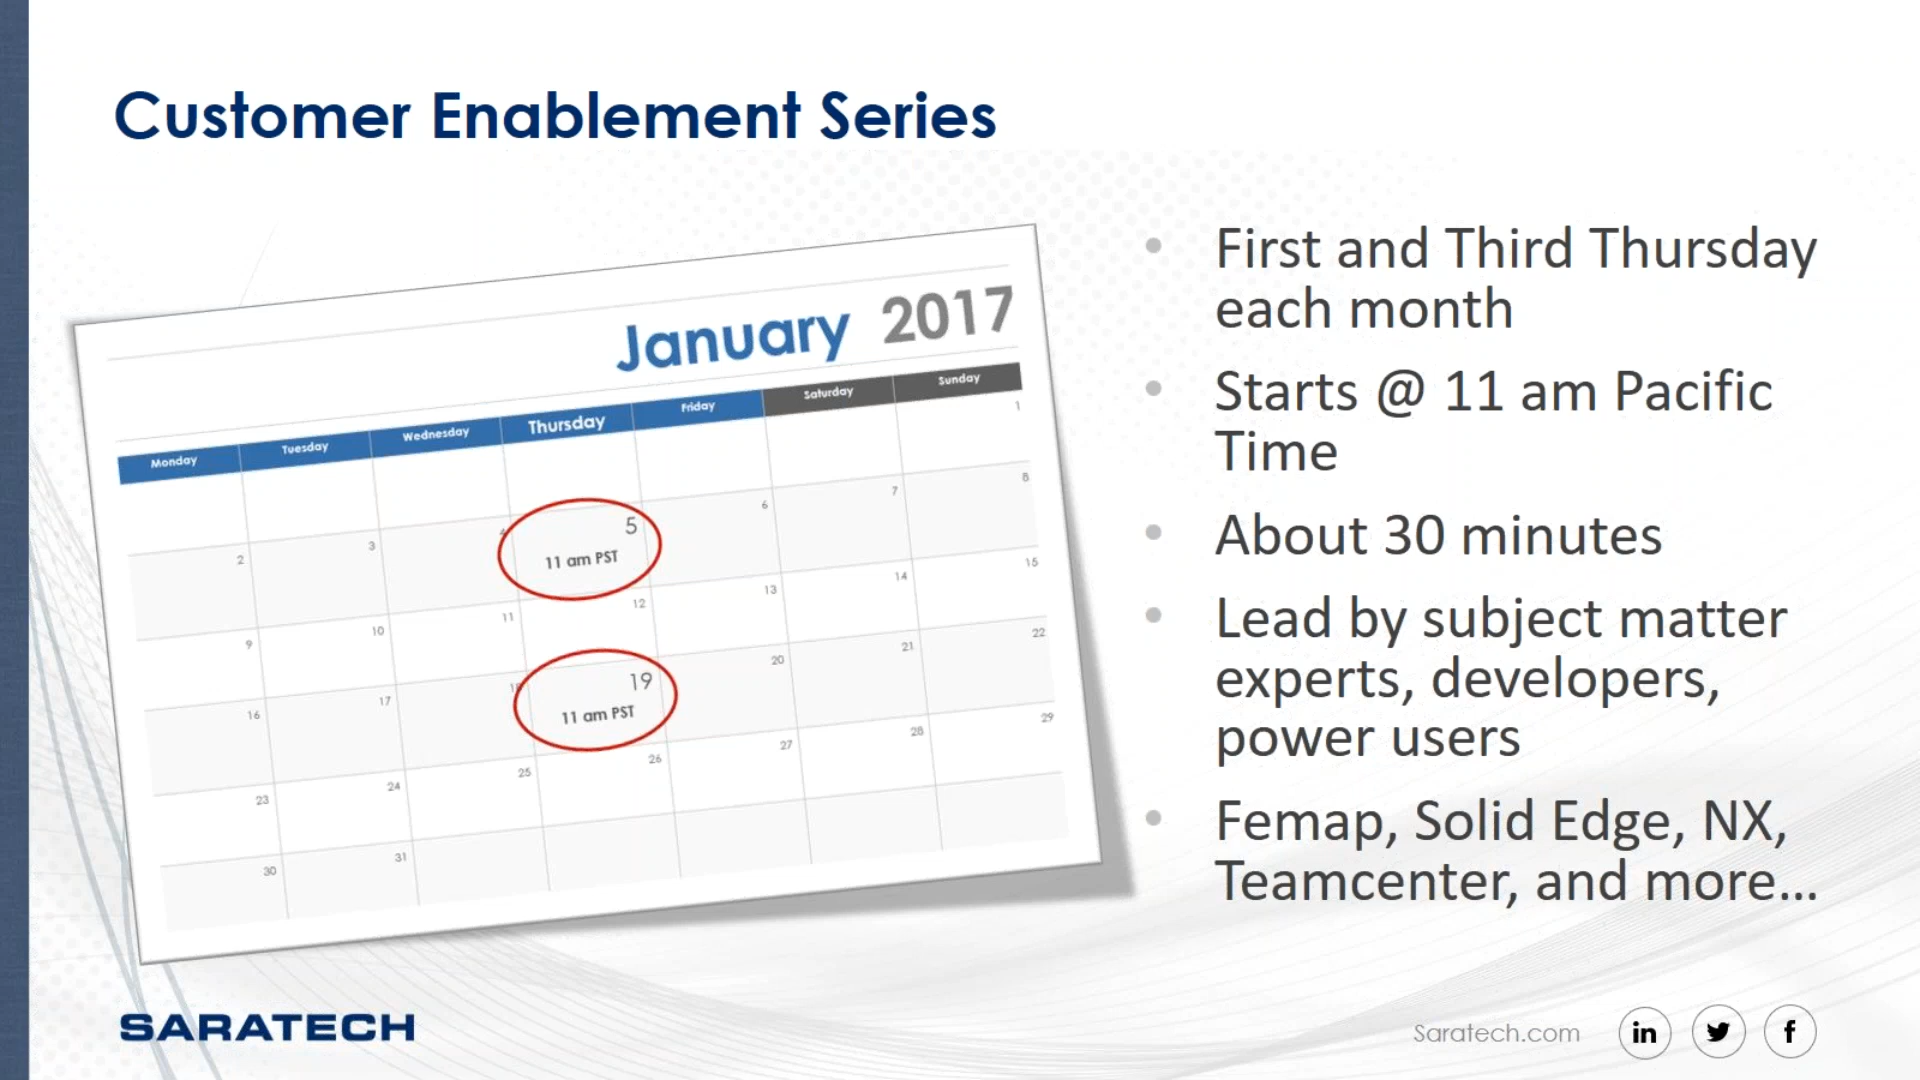 Customer Enablement Series
January 2017
Monday Tuesday Wednesday Thursday Friday Saturday Sunday
1
2 3 4 5 6 7 8
11 am PST
9 10 11 12 13 14 15
16 17 18 19 20 21 22
11 am PST
23 24 25 26 27 28 29
30 31
• First and Third Thursday
each month
• Starts @ 11 am Pacific
Time
• About 30 minutes
• Lead by subject matter
experts, developers,
power users
• Femap, Solid Edge, NX,
Teamcenter, and more...
SARATECH
Saratech.com in f